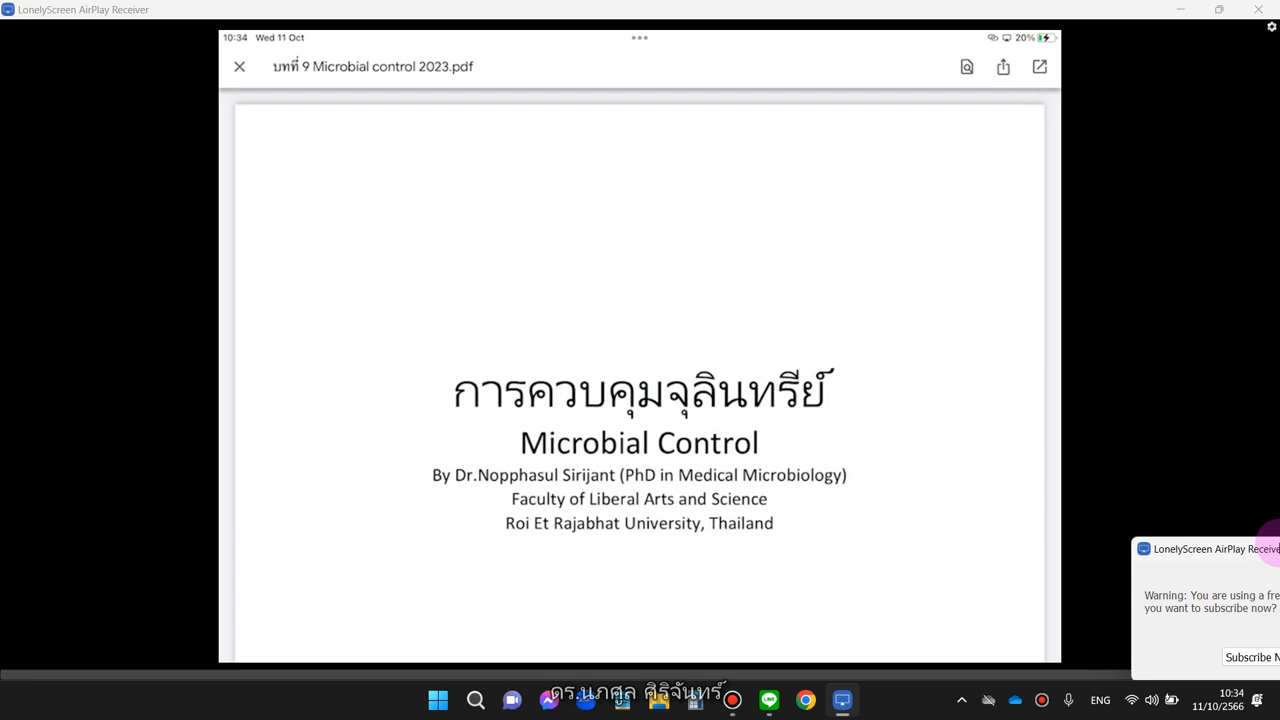 LonelyScreen AirPlay Receiver
10:34 Wed 11 Oct
20%
บทที่ 9 Microbial control 2023.pdf
การควบคุมจุลินทรีย์
Microbial Control
By Dr.Nopphasul Sirijant (PhD in Medical Microbiology)
Faculty of Liberal Arts and Science
Roi Et Rajabhat University, Thailand
LonelyScreen AirPlay Receive
Warning: You are using a fre
you want to subscribe now?
Subscribe N
ดร.นภศูล ศิริจันทร์
ENG
10:34
11/10/2566